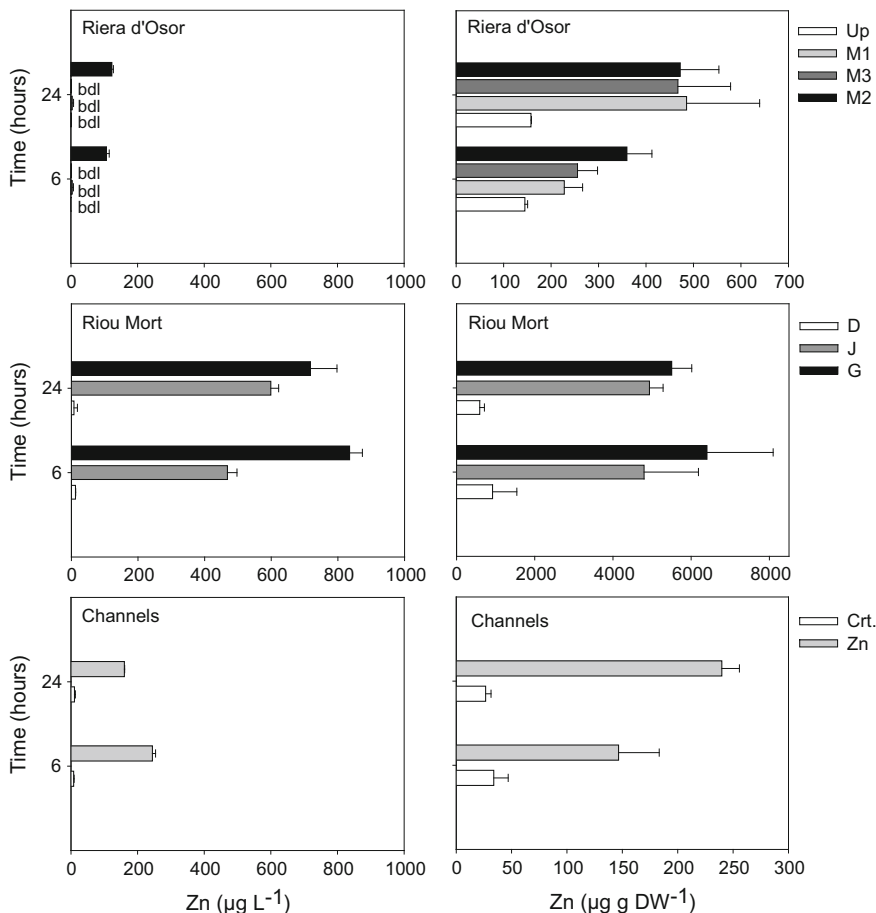 Riera d'Osor
Time (hours)
24
6
bdl
bdl
bdl
bdl
bdl
bdl
0 200 400 600 800 1000
Riera d'Osor
0 100 200 300 400 500 600 700
Up
M1
M3
M2
Riou Mort
Time (hours)
24
6
0 200 400 600 800 1000
Riou Mort
0 2000 4000 6000 8000
D
J
G
Channels
Time (hours)
24
6
0 200 400 600 800 1000
Zn (µg L⁻¹)
Channels
0 50 100 150 200 250 300
Zn (µg g DW⁻¹)
Crt.
Zn